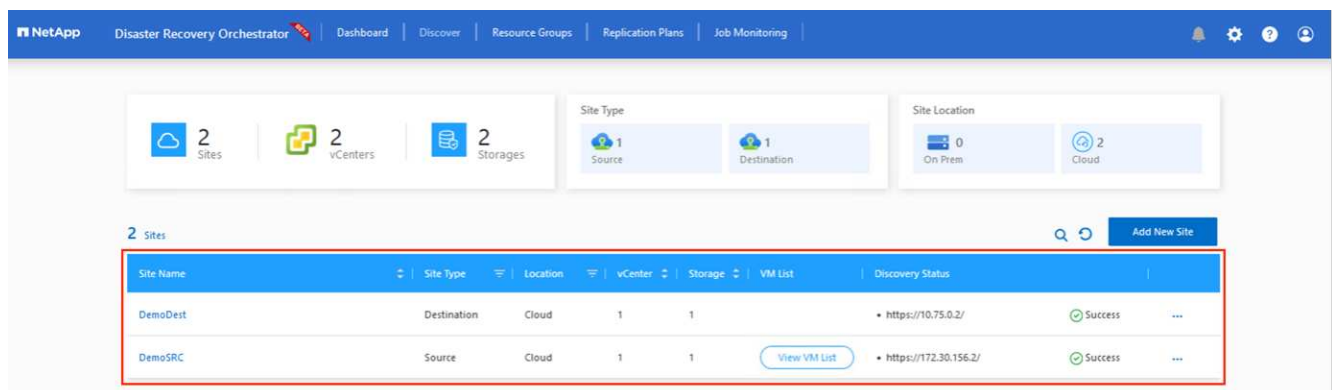 NetApp Disaster Recovery Orchestrator Dashboard Discover Resource Groups Replication Plans Job Monitoring
2 Sites
2 vCenters
2 Storages
Site Type
1 Source
1 Destination
Site Location
0 On Prem
2 Cloud
2 Sites
Add New Site
Site Name Site Type Location vCenter Storage VM List Discovery Status
DemoDest Destination Cloud 1 1 • https://10.75.0.2/ Success ...
DemoSRC Source Cloud 1 1 View VM List • https://172.30.156.2/ Success ...